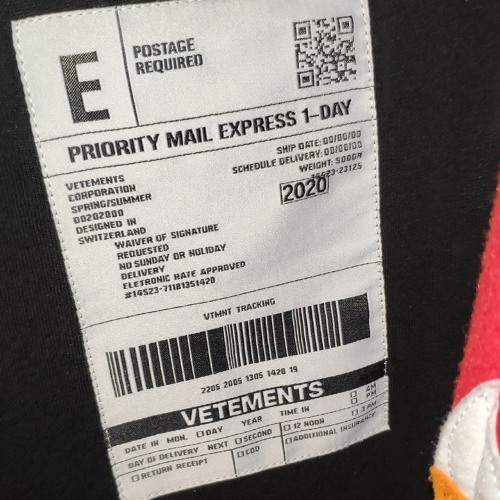 E
POSTAGE
REQUIRED
PRIORITY MAIL EXPRESS 1-DAY
SHIP DATE:00/00/00
SCHEDULE DELIVERY:00/00/00
WEIGHT: 500GR
14523-23125
2020
VETEMENTS
CORPORATION
SPRING/SUMMER
00202000
DESIGNED IN
SWITZERLAND
WAIVER OF SIGNATURE
REQUESTED
NO SUNDAY OR HOLIDAY
DELIVERY
ELETRONIC RATE APPROVED
#14523-71181351420
VTMNT TRACKING
2205 2005 1305 1420 19
VETEMENTS
DATE IN MON. DAY YEAR TIME IN AM PM
DAY OF DELIVERY NEXT SECOND 12 NOON 3 PM
RETURN RECEIPT COD ADDITIONAL INSURANCE